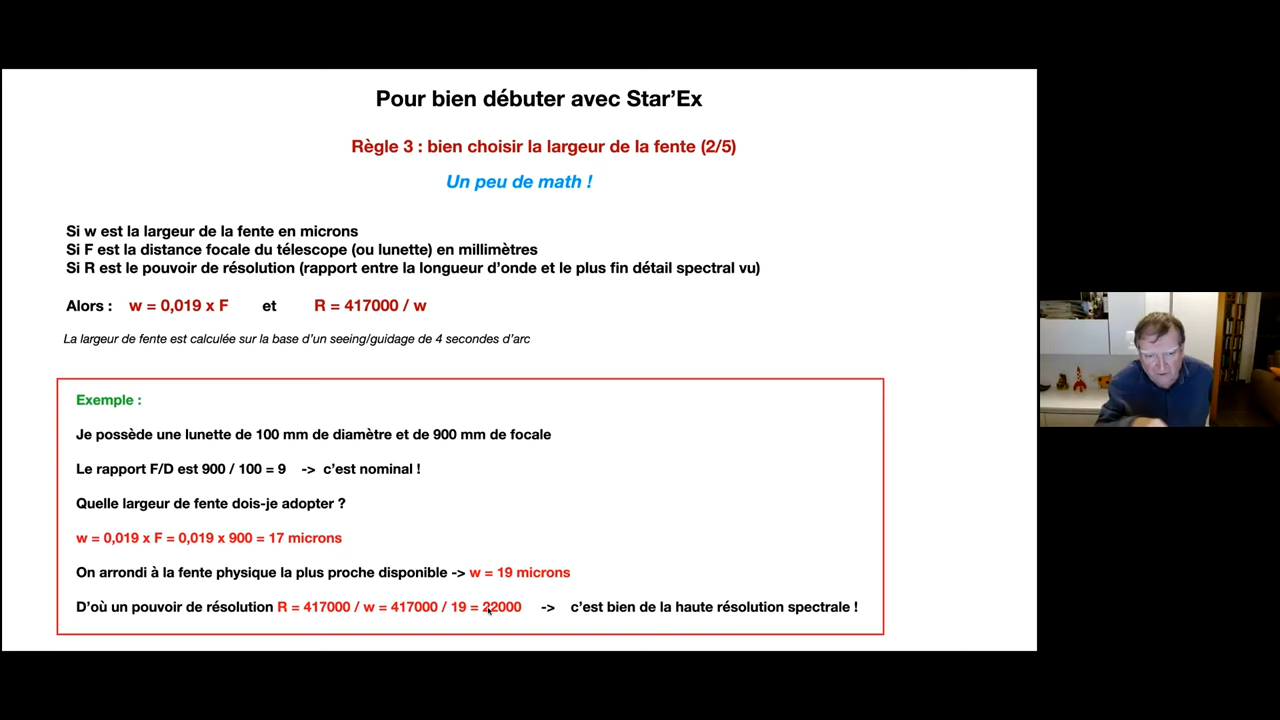 Pour bien débuter avec Star’Ex
Règle 3 : bien choisir la largeur de la fente (2/5)
Un peu de math !
Si w est la largeur de la fente en microns
Si F est la distance focale du télescope (ou lunette) en millimètres
Si R est le pouvoir de résolution (rapport entre la longueur d’onde et le plus fin détail spectral vu)
Alors : w = 0,019 x F et R = 417000 / w
La largeur de fente est calculée sur la base d’un seeing/guidage de 4 secondes d’arc
Exemple :
Je possède une lunette de 100 mm de diamètre et de 900 mm de focale
Le rapport F/D est 900 / 100 = 9 -> c’est nominal !
Quelle largeur de fente dois-je adopter ?
w = 0,019 x F = 0,019 x 900 = 17 microns
On arrondi à la fente physique la plus proche disponible -> w = 19 microns
D’où un pouvoir de résolution R = 417000 / w = 417000 / 19 = 22000 -> c’est bien de la haute résolution spectrale !